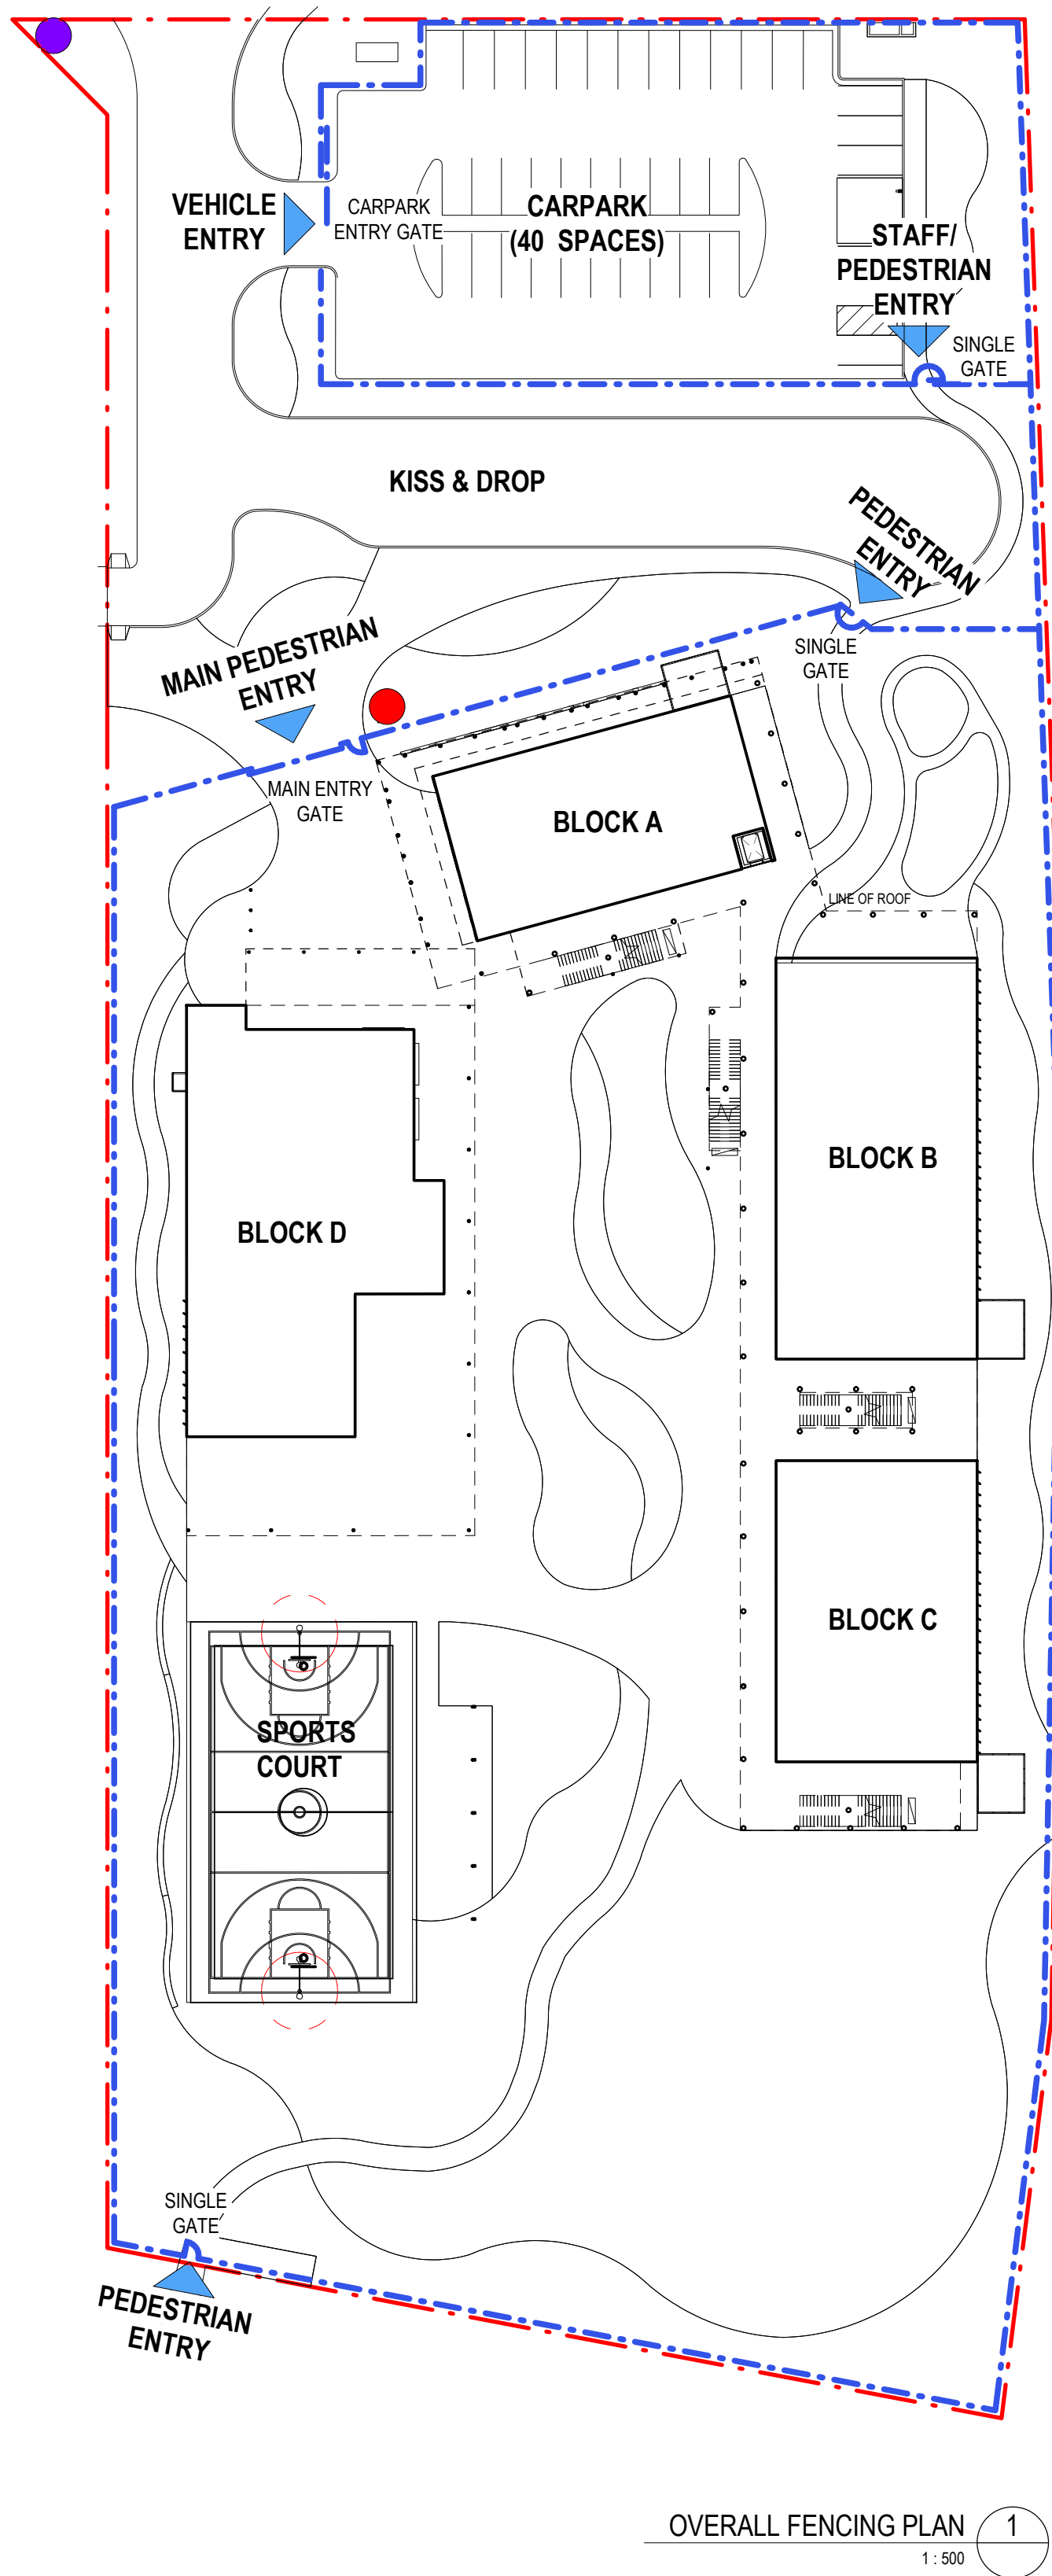 VEHICLE
ENTRY
CARPARK
ENTRY GATE
CARPARK
(40 SPACES)
STAFF/
PEDESTRIAN
ENTRY
SINGLE
GATE
KISS & DROP
PEDESTRIAN
ENTRY
MAIN PEDESTRIAN
ENTRY
SINGLE
GATE
MAIN ENTRY
GATE
BLOCK A
LINE OF ROOF
BLOCK B
BLOCK D
BLOCK C
SPORTS
COURT
SINGLE
GATE
PEDESTRIAN
ENTRY
OVERALL FENCING PLAN
1
1 : 500